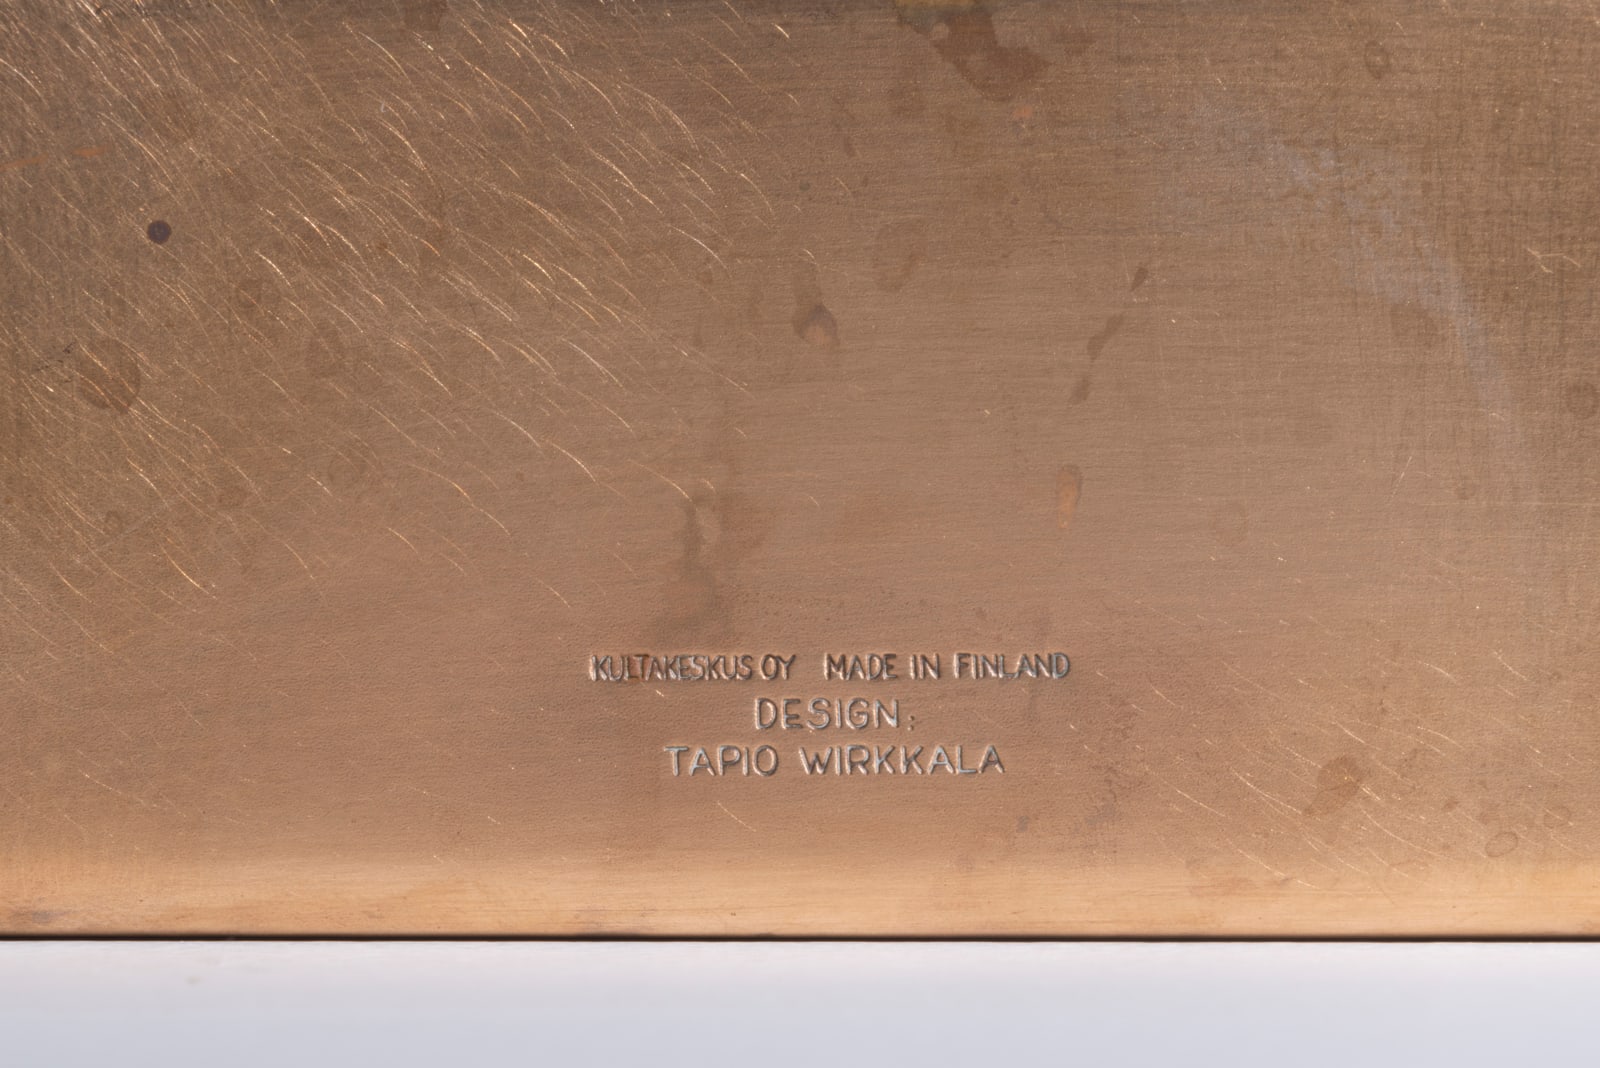 KULTAKESKUS OY MADE IN FINLAND
DESIGN:
TAPIO WIRKKALA